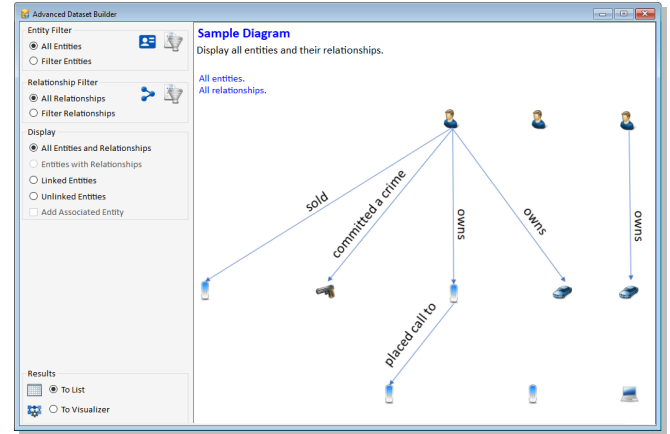 Advanced Dataset Builder
Entity Filter
All Entities
Filter Entities
Relationship Filter
All Relationships
Filter Relationships
Display
All Entities and Relationships
Entities with Relationships
Linked Entities
Unlinked Entities
Add Associated Entity
Results
To List
To Visualizer
Sample Diagram
Display all entities and their relationships.
All entities.
All relationships.
sold
committed a crime
owns
owns
owns
placed call to